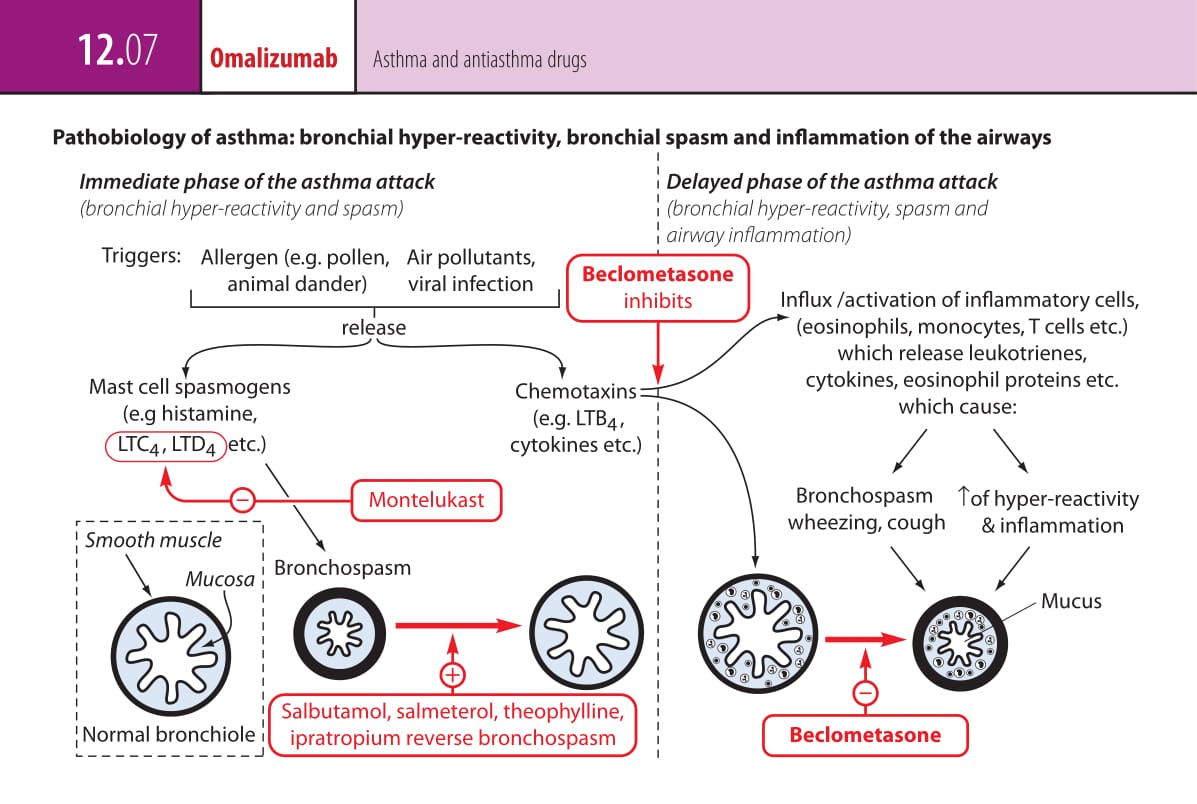 12.07
Omalizumab
Asthma and antiasthma drugs
Pathobiology of asthma: bronchial hyper-reactivity, bronchial spasm and inflammation of the airways
Immediate phase of the asthma attack
(bronchial hyper-reactivity and spasm)
Delayed phase of the asthma attack
(bronchial hyper-reactivity, spasm and
airway inflammation)
Triggers:
Allergen (e.g. pollen,
animal dander)
Air pollutants,
viral infection
release
Beclometasone
inhibits
Mast cell spasmogens
(e.g histamine,
LTC4, LTD4 etc.)
Chemotaxins
(e.g. LTB4,
cytokines etc.)
Influx /activation of inflammatory cells,
(eosinophils, monocytes, T cells etc.)
which release leukotrienes,
cytokines, eosinophil proteins etc.
which cause:
−
Montelukast
Bronchospasm
wheezing, cough
↑of hyper-reactivity
& inflammation
Smooth muscle
Mucosa
Normal bronchiole
Bronchospasm
+
Salbutamol, salmeterol, theophylline,
ipratropium reverse bronchospasm
Mucus
−
Beclometasone